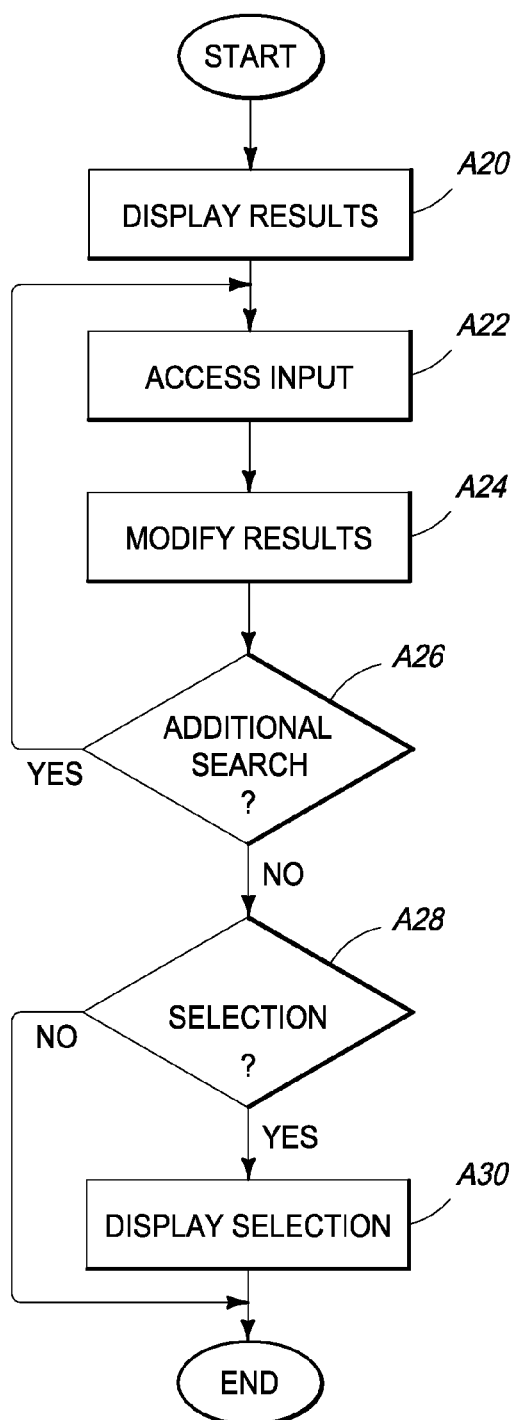 START
A20
DISPLAY RESULTS
A22
ACCESS INPUT
A24
MODIFY RESULTS
A26
ADDITIONAL
SEARCH
?
YES
NO
A28
SELECTION
?
NO
YES
A30
DISPLAY SELECTION
END